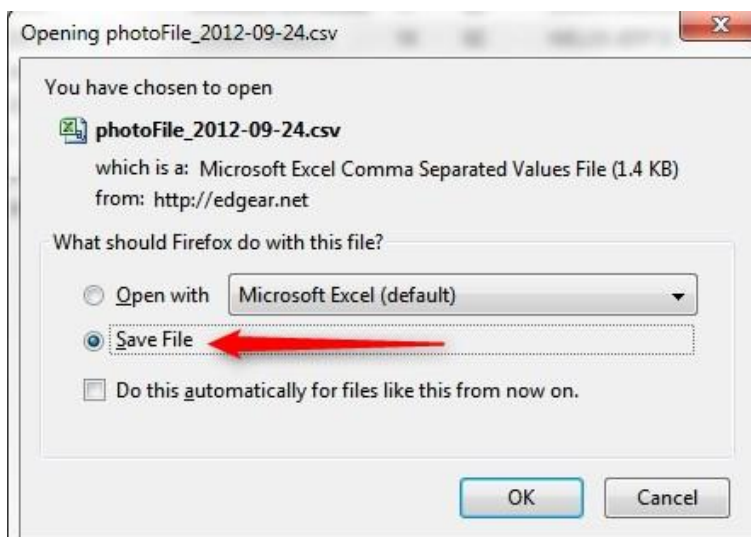 Opening photoFile_2012-09-24.csv
You have chosen to open
photoFile_2012-09-24.csv
which is a: Microsoft Excel Comma Separated Values File (1.4 KB)
from: http://edgear.net
What should Firefox do with this file?
Open with Microsoft Excel (default)
Save File
Do this automatically for files like this from now on.
OK Cancel